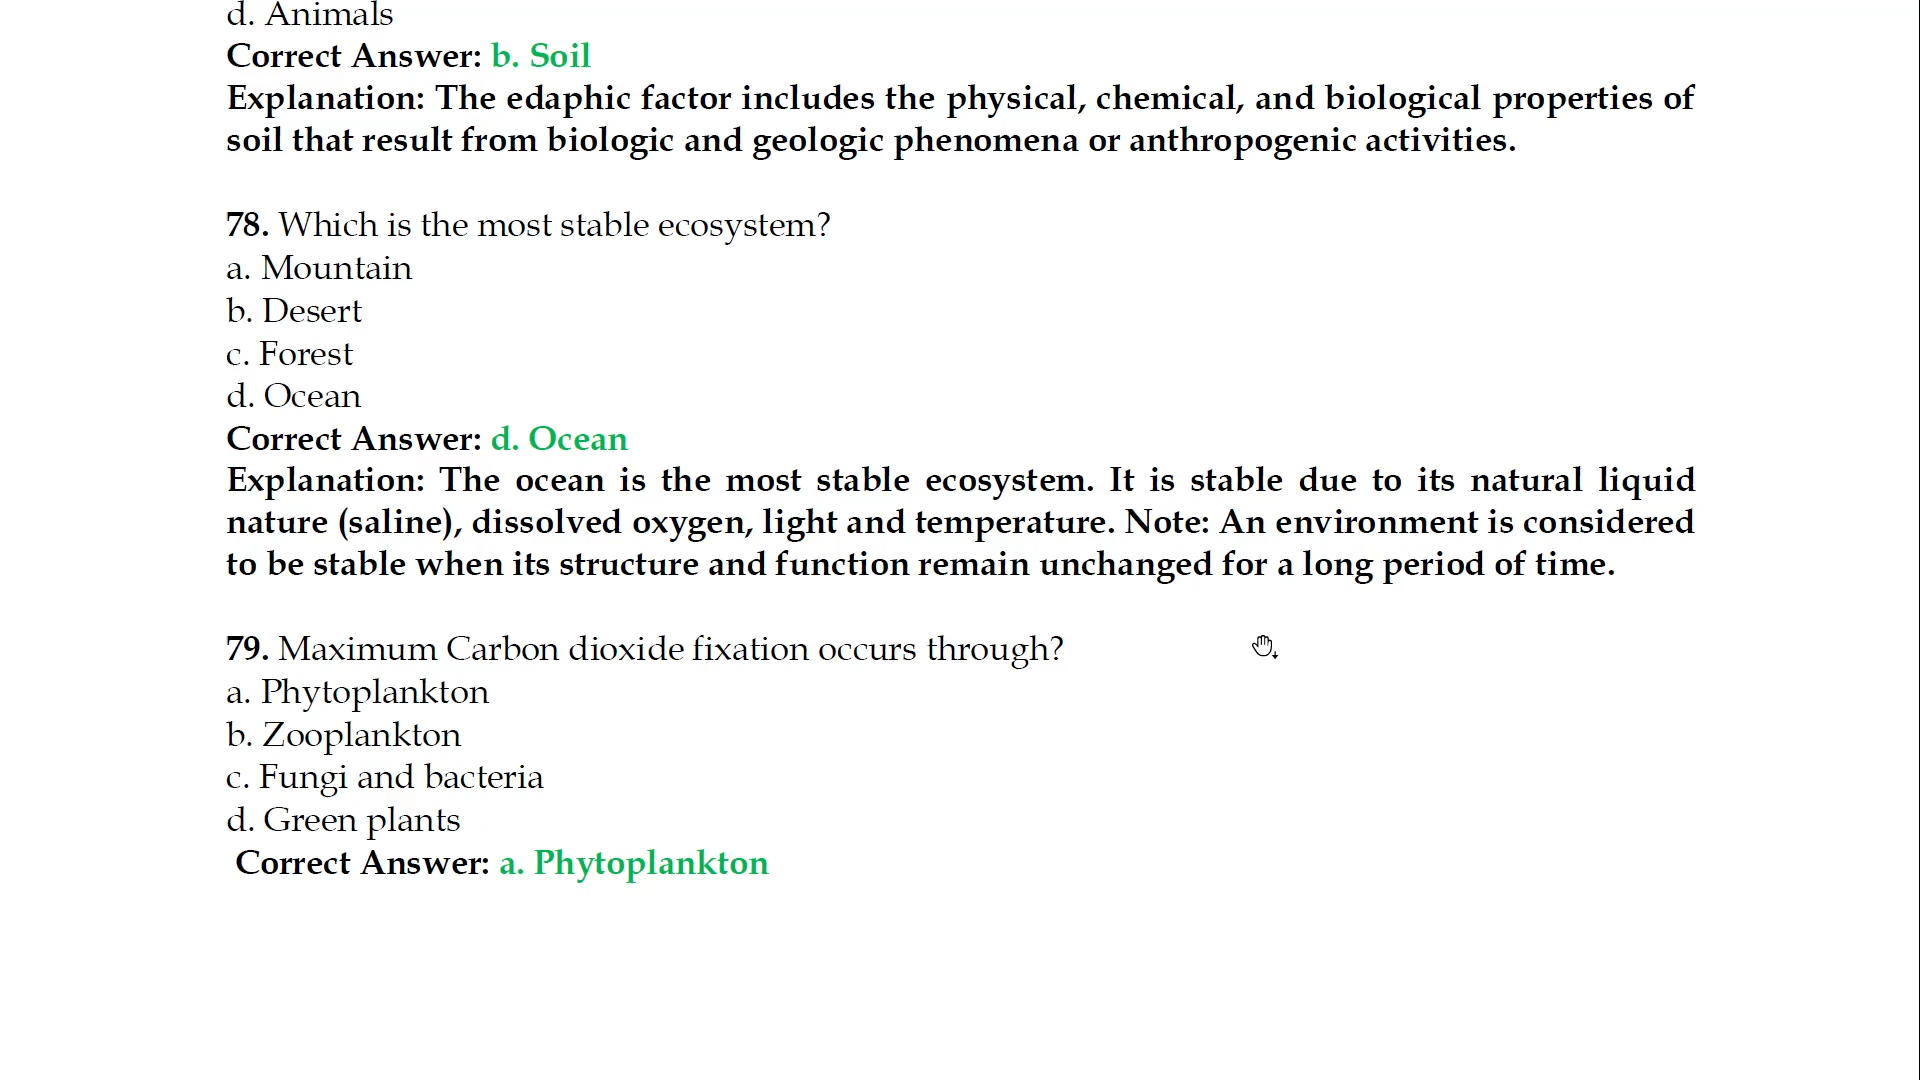 d. Animals
Correct Answer: b. Soil
Explanation: The edaphic factor includes the physical, chemical, and biological properties of
soil that result from biologic and geologic phenomena or anthropogenic activities.
78. Which is the most stable ecosystem?
a. Mountain
b. Desert
c. Forest
d. Ocean
Correct Answer: d. Ocean
Explanation: The ocean is the most stable ecosystem. It is stable due to its natural liquid
nature (saline), dissolved oxygen, light and temperature. Note: An environment is considered
to be stable when its structure and function remain unchanged for a long period of time.
79. Maximum Carbon dioxide fixation occurs through?
a. Phytoplankton
b. Zooplankton
c. Fungi and bacteria
d. Green plants
Correct Answer: a. Phytoplankton